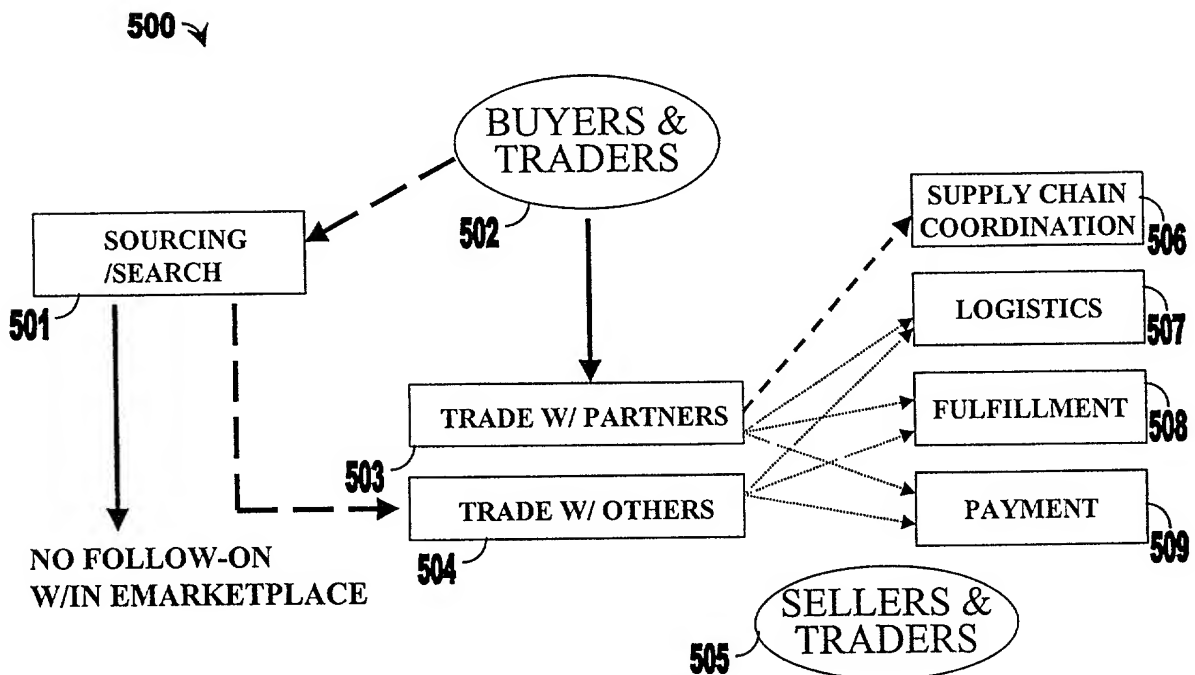 500
BUYERS &
TRADERS
502
SOURCING
/SEARCH
501
SUPPLY CHAIN
COORDINATION
506
LOGISTICS
507
TRADE W/ PARTNERS
503
FULFILLMENT
508
TRADE W/ OTHERS
504
PAYMENT
509
NO FOLLOW-ON
W/IN EMARKETPLACE
SELLERS &
TRADERS
505